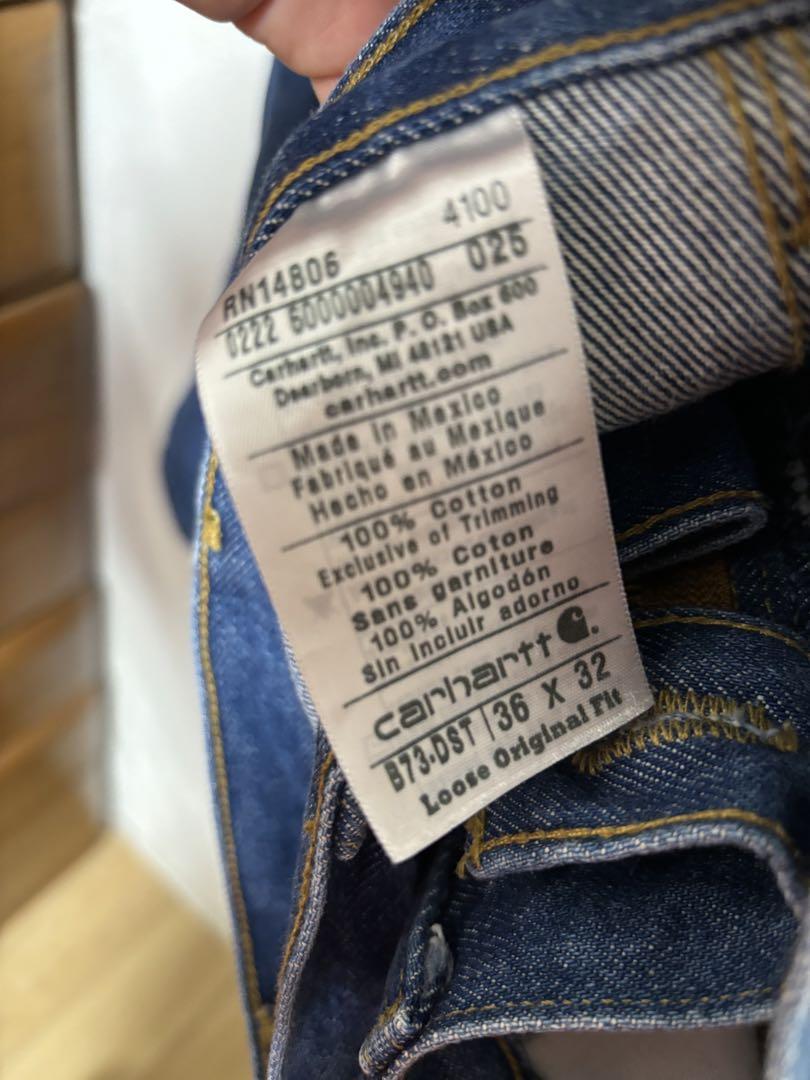 4100
RN14806
0222 6000004940 026
Carhartt, Inc. P. O. Box 600
Dearborn, MI 48121 USA
carhartt.com
Made in Mexico
Fabriqué au Mexique
Hecho en México
100% Cotton
Exclusive of Trimming
100% Coton
Sans garniture
100% Algodón
Sin incluir adorno
carhartt
B73-DST 36 X 32
Loose Original Fit